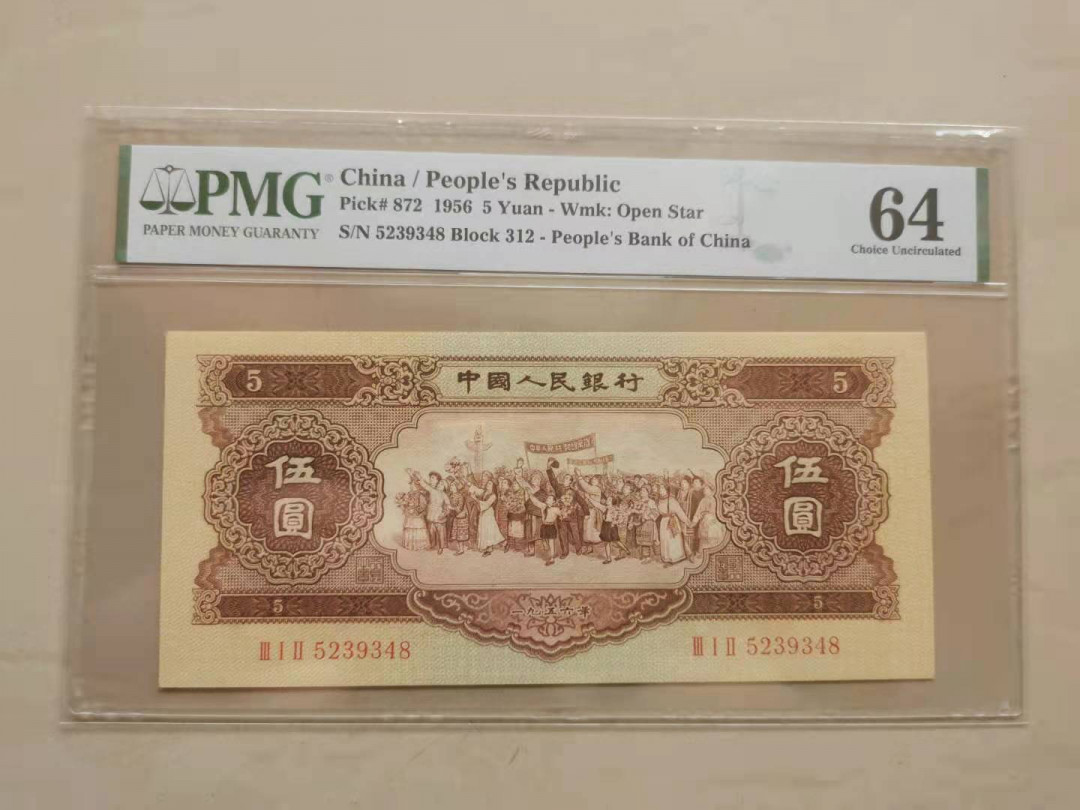 PMG®
PAPER MONEY GUARANTY
China / People's Republic
Pick# 872 1956 5 Yuan - Wmk: Open Star
S/N 5239348 Block 312 - People's Bank of China
64
Choice Uncirculated
5 中國人民銀行 5
伍圓
伍圓
5 一九五六年 5
III I II 5239348
III I II 5239348